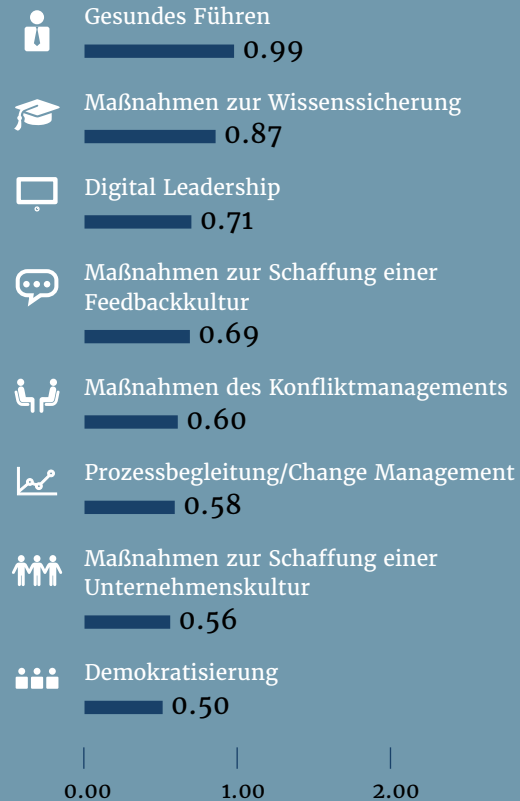 Gesundes Führen
0.99
Maßnahmen zur Wissenssicherung
0.87
Digital Leadership
0.71
Maßnahmen zur Schaffung einer
Feedbackkultur
0.69
Maßnahmen des Konfliktmanagements
0.60
Prozessbegleitung/Change Management
0.58
Maßnahmen zur Schaffung einer
Unternehmenskultur
0.56
Demokratisierung
0.50
0.00 1.00 2.00